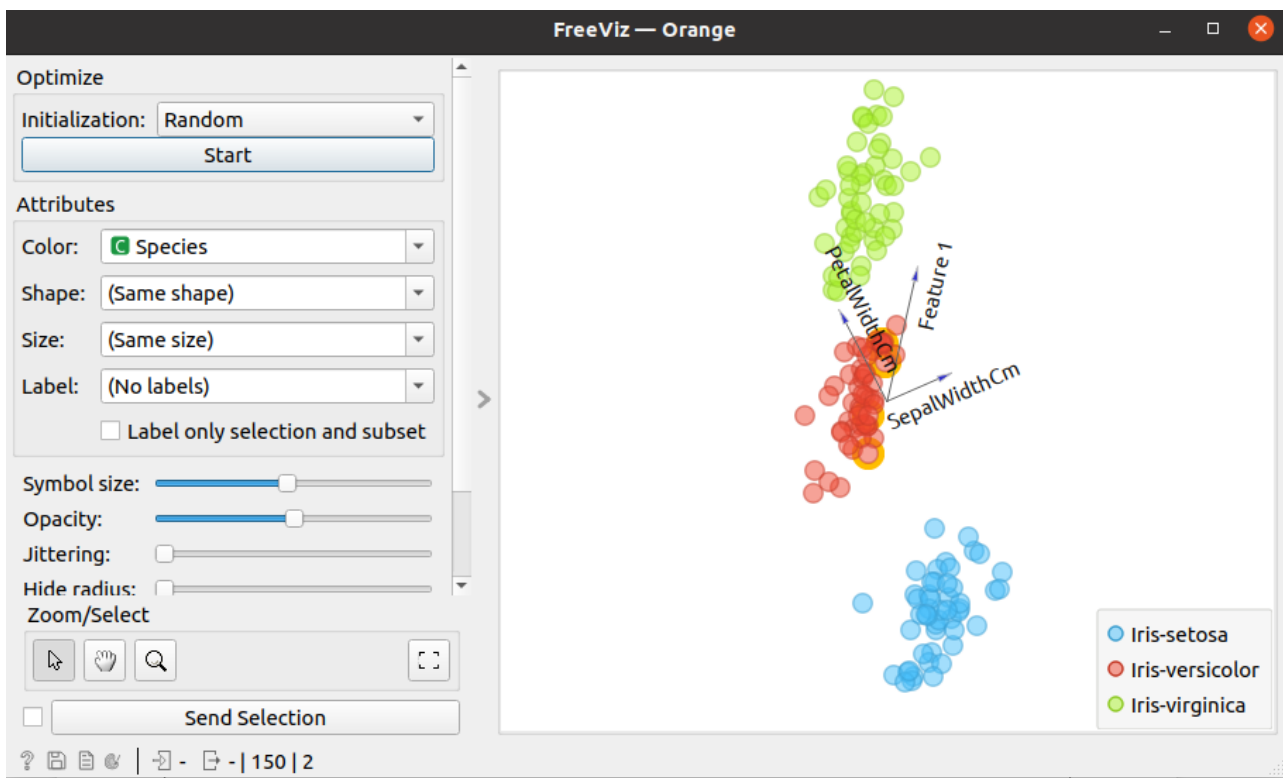 FreeViz — Orange
Optimize
Initialization: Random
Start
Attributes
Color: C Species
Shape: (Same shape)
Size: (Same size)
Label: (No labels)
Label only selection and subset
Symbol size:
Opacity:
Jittering:
Hide radius:
Zoom/Select
Send Selection
? - - | 150 | 2
PetalWidthCm
Feature 1
SepalWidthCm
Iris-setosa
Iris-versicolor
Iris-virginica